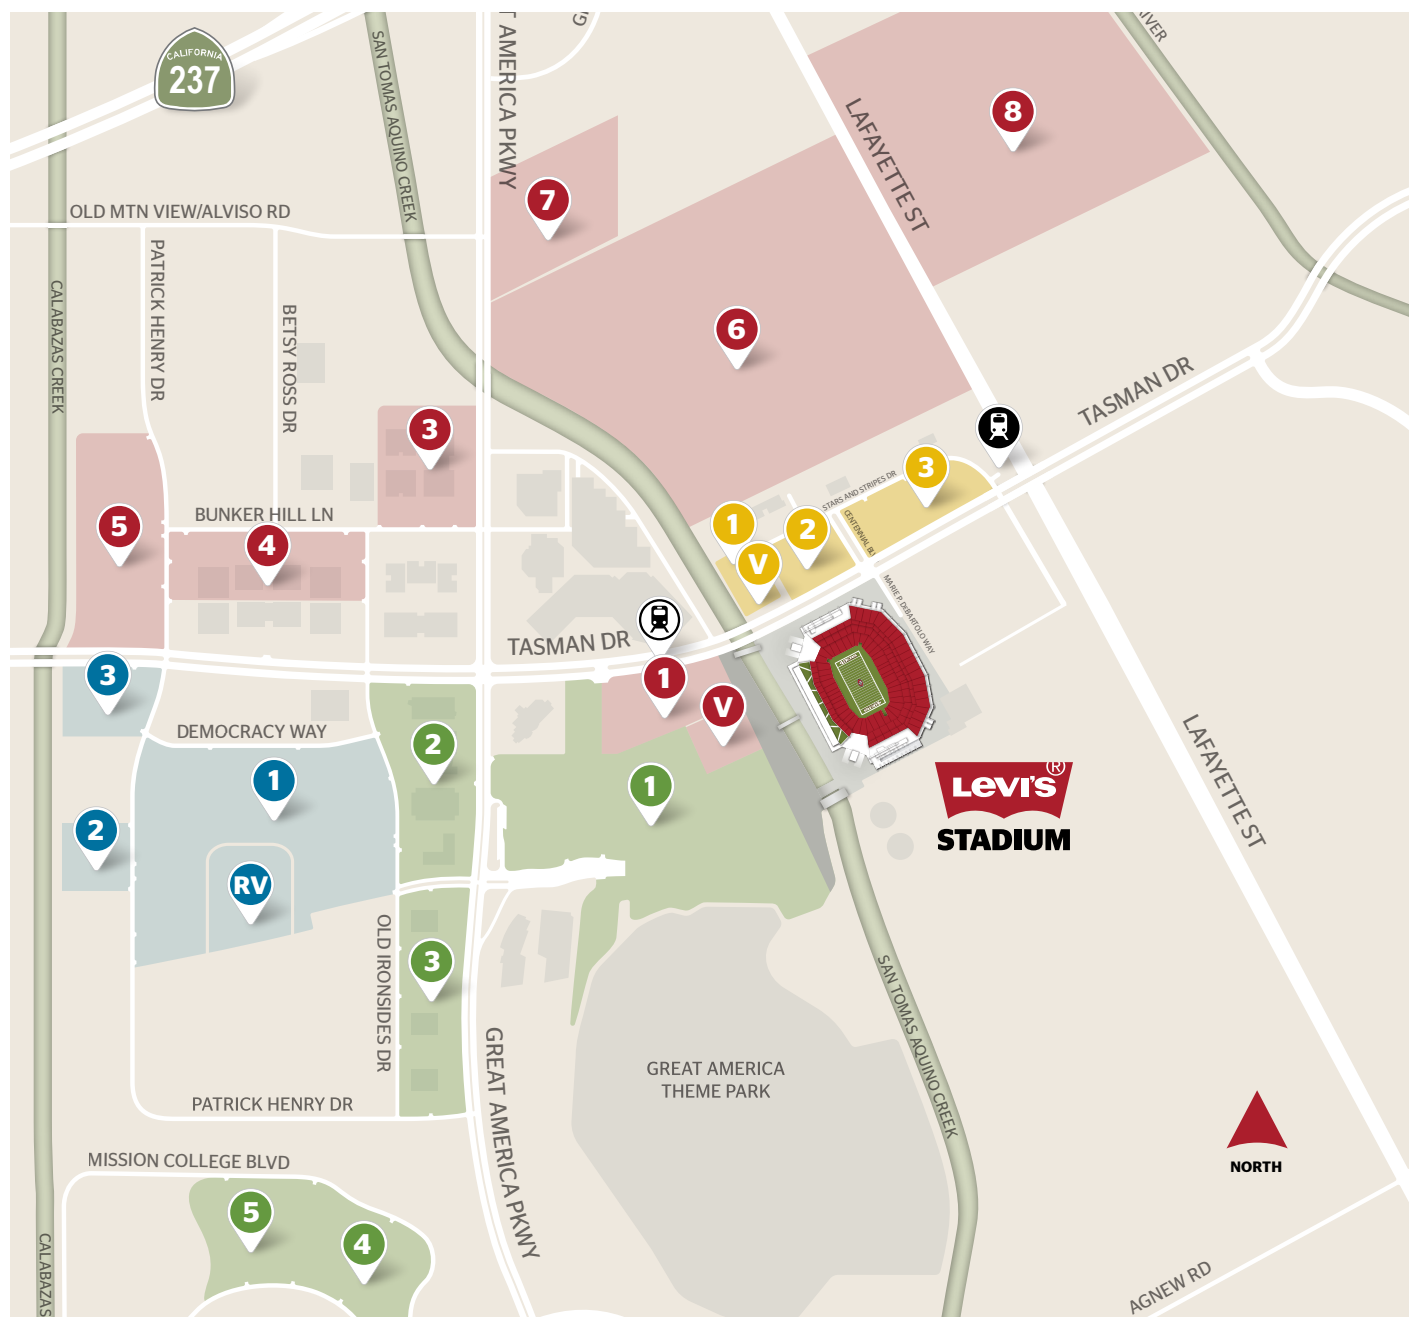 CALIFORNIA
237
SAN TOMAS AQUINO CREEK
T AMERICA PKWY
LAFAYETTE ST
8
7
OLD MTN VIEW/ALVISO RD
PATRICK HENRY DR
CALABAZAS CREEK
BETSY ROSS DR
6
TASMAN DR
3
3
STARS AND STRIPES DR
BUNKER HILL LN
5
4
1
2
V
CENTENNIAL BL
MARIE P. DEBARTOLO WAY
TASMAN DR
3
1
V
DEMOCRACY WAY
2
1
1
2
RV
LEVI'S
®
STADIUM
LAFAYETTE ST
OLD IRONSIDES DR
3
SAN TOMAS AQUINO CREEK
GREAT AMERICA PKWY
GREAT AMERICA
THEME PARK
PATRICK HENRY DR
MISSION COLLEGE BLVD
NORTH
5
4
CALABAZAS
AGNEW RD